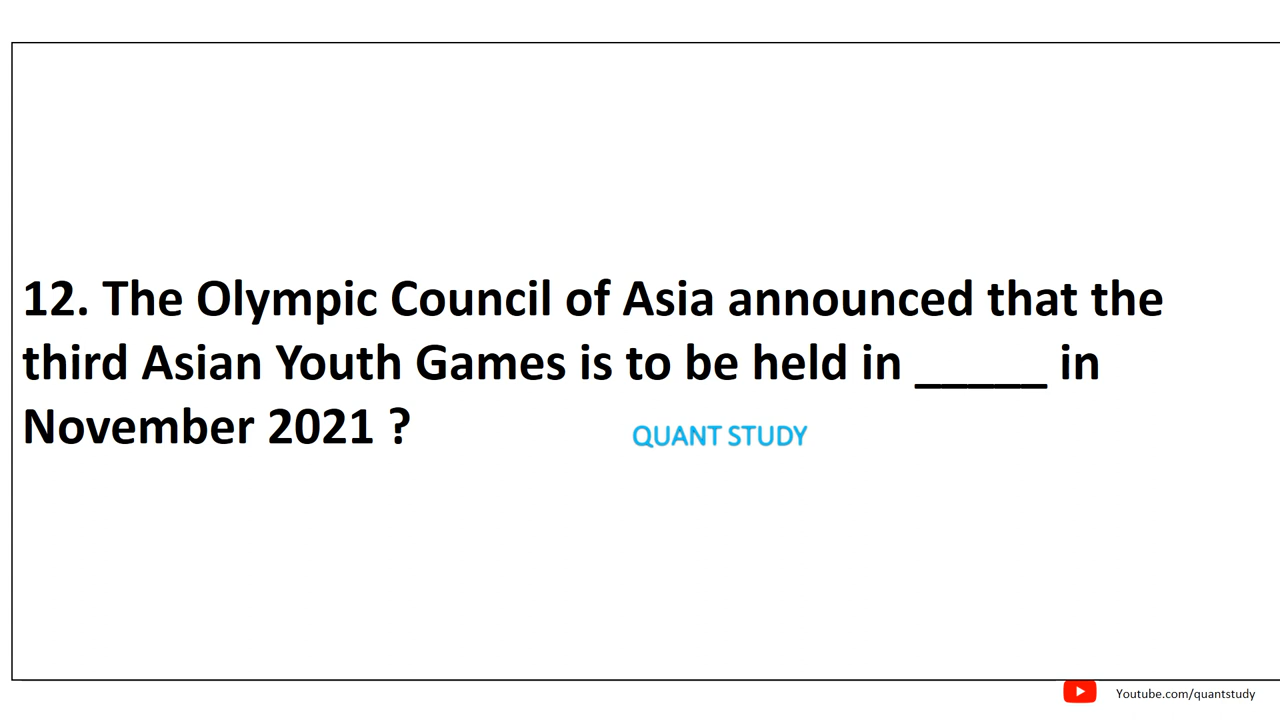 12. The Olympic Council of Asia announced that the
third Asian Youth Games is to be held in _____ in
November 2021 ?
QUANT STUDY
Youtube.com/quantstudy